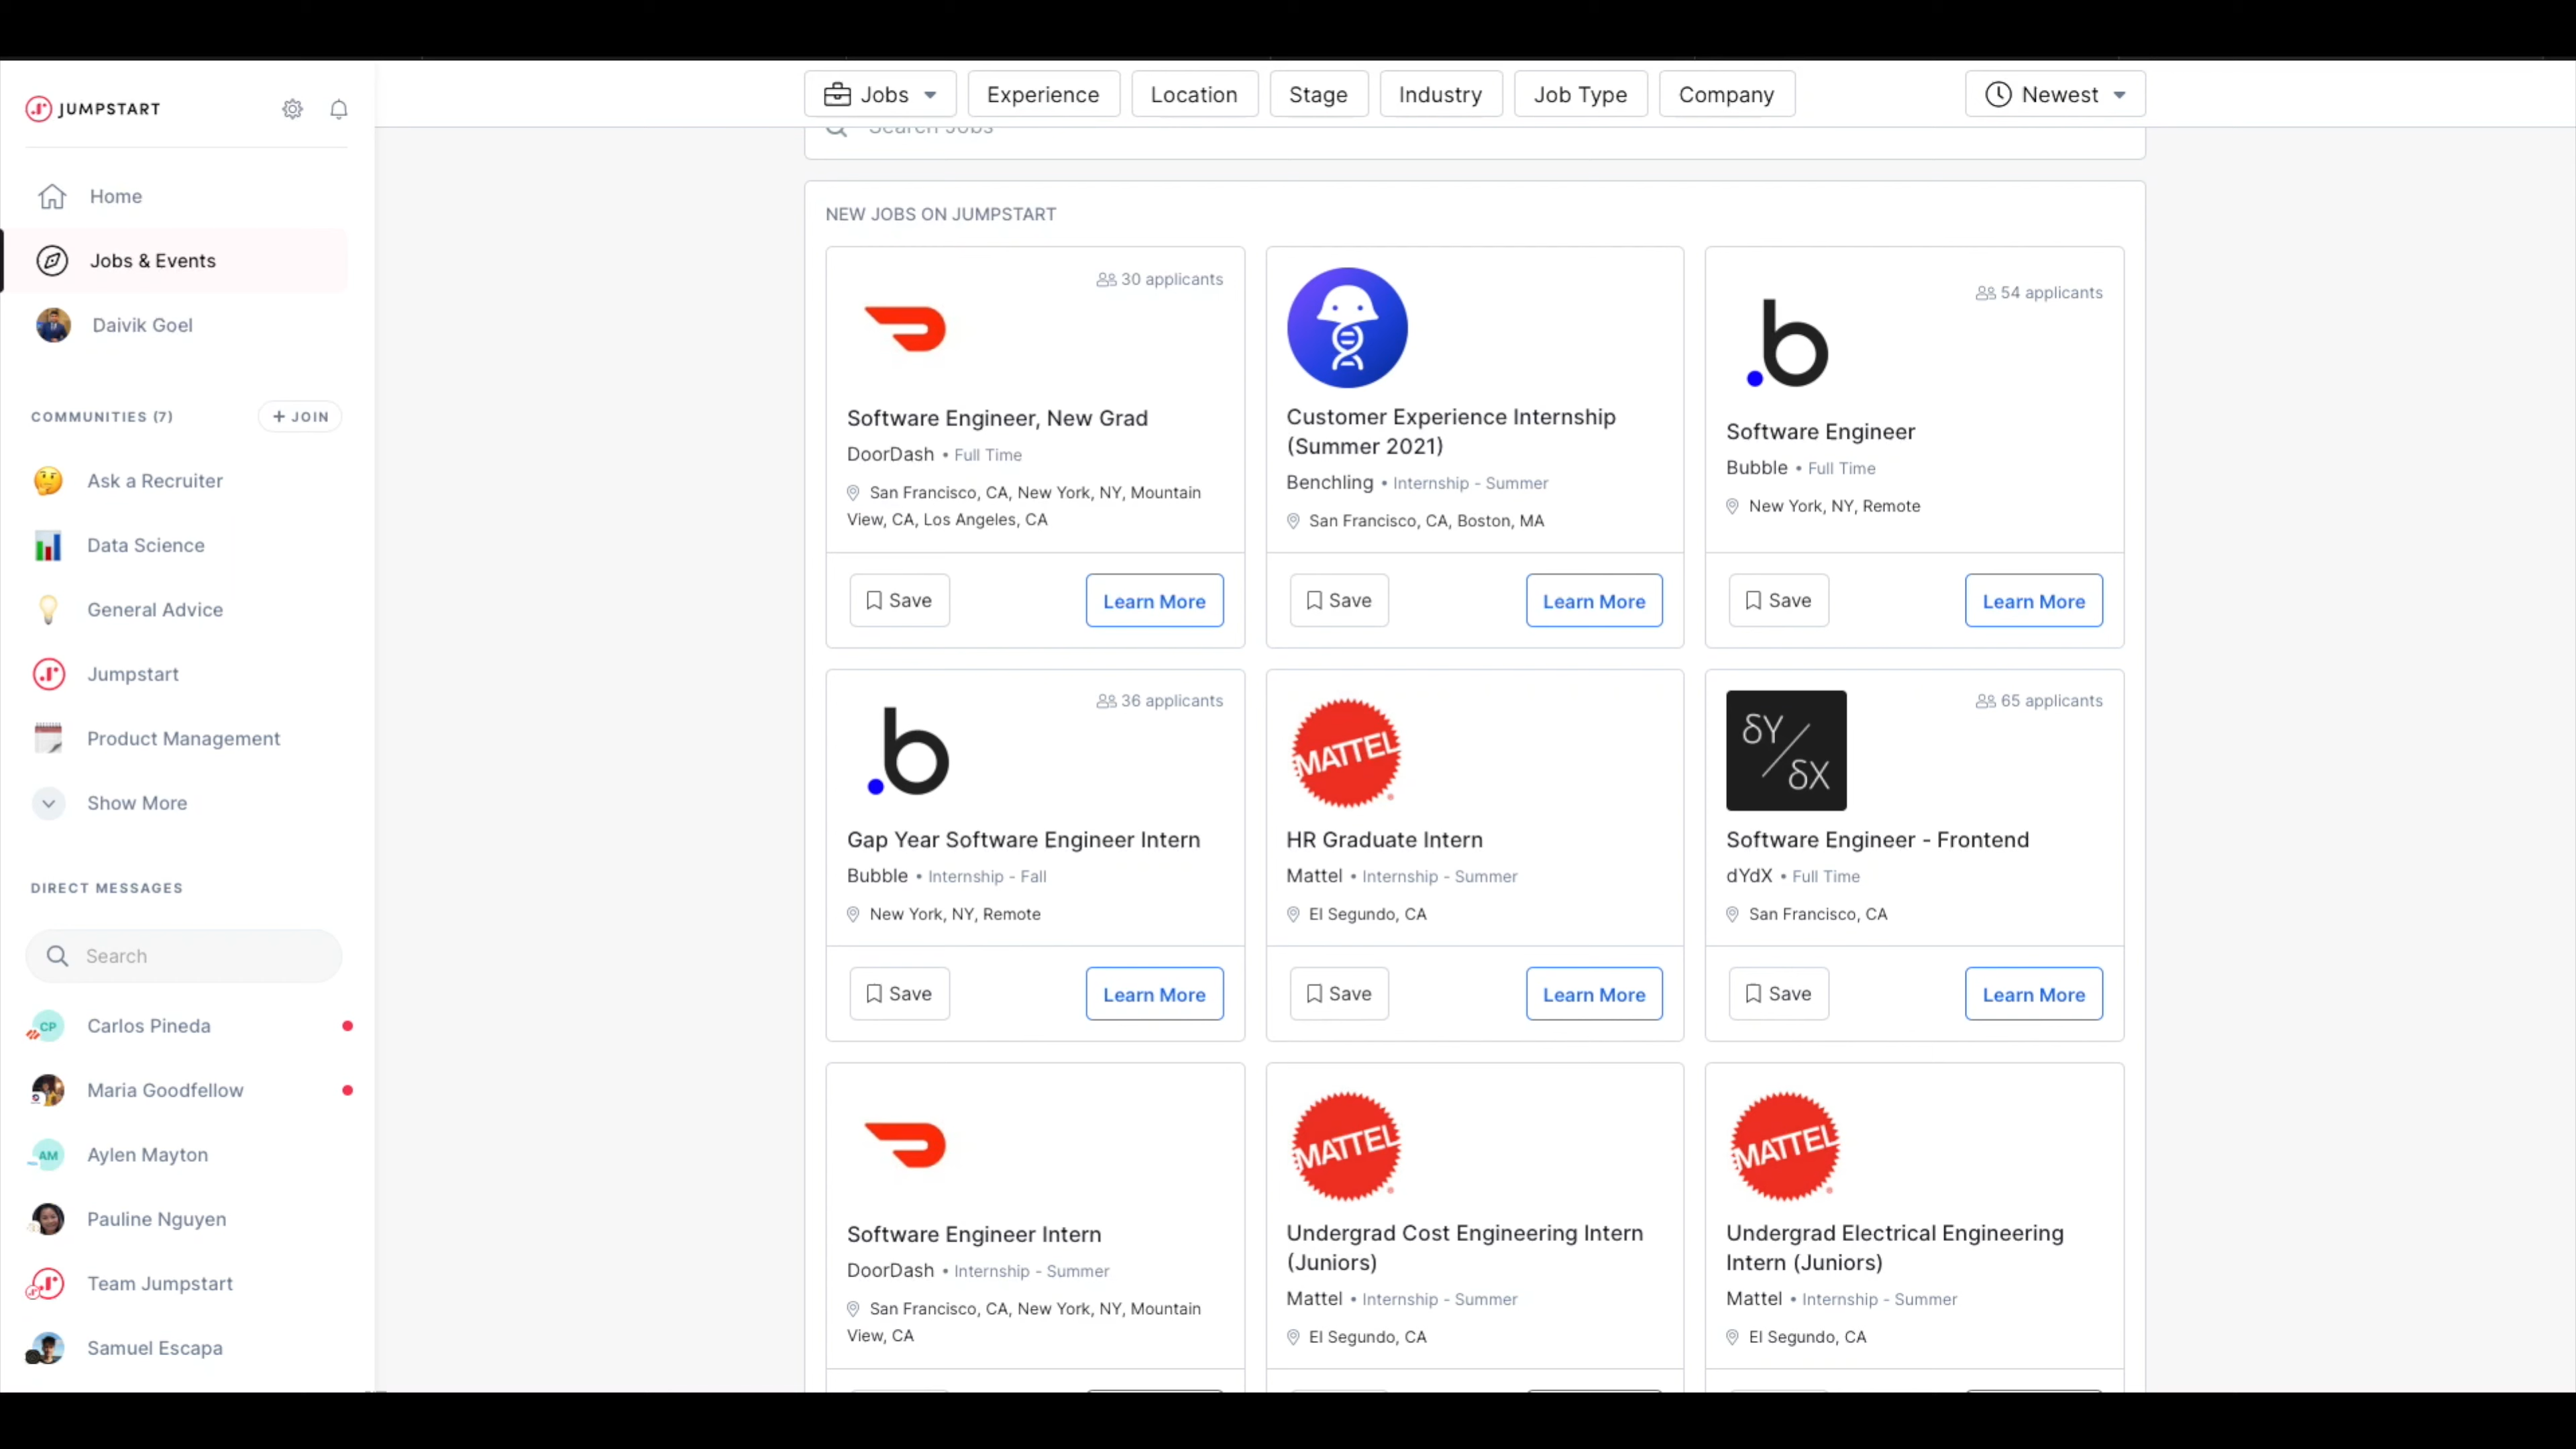 JUMPSTART
Home
Jobs & Events
Daivik Goel
COMMUNITIES (7)
+ JOIN
Ask a Recruiter
Data Science
General Advice
Jumpstart
Product Management
Show More
DIRECT MESSAGES
Search
CP
Carlos Pineda
Maria Goodfellow
AM
Aylen Mayton
Pauline Nguyen
Team Jumpstart
Samuel Escapa
Jobs
Experience
Location
Stage
Industry
Job Type
Company
Newest
Search Jobs
NEW JOBS ON JUMPSTART
30 applicants
Software Engineer, New Grad
DoorDash • Full Time
San Francisco, CA, New York, NY, Mountain
View, CA, Los Angeles, CA
Save
Learn More
Customer Experience Internship
(Summer 2021)
Benchling • Internship - Summer
San Francisco, CA, Boston, MA
Save
Learn More
54 applicants
.b
Software Engineer
Bubble • Full Time
New York, NY, Remote
Save
Learn More
36 applicants
.b
Gap Year Software Engineer Intern
Bubble • Internship - Fall
New York, NY, Remote
Save
Learn More
MATTEL
HR Graduate Intern
Mattel • Internship - Summer
El Segundo, CA
Save
Learn More
65 applicants
δY/δX
Software Engineer - Frontend
dYdX • Full Time
San Francisco, CA
Save
Learn More
Software Engineer Intern
DoorDash • Internship - Summer
San Francisco, CA, New York, NY, Mountain
View, CA
MATTEL
Undergrad Cost Engineering Intern
(Juniors)
Mattel • Internship - Summer
El Segundo, CA
MATTEL
Undergrad Electrical Engineering
Intern (Juniors)
Mattel • Internship - Summer
El Segundo, CA